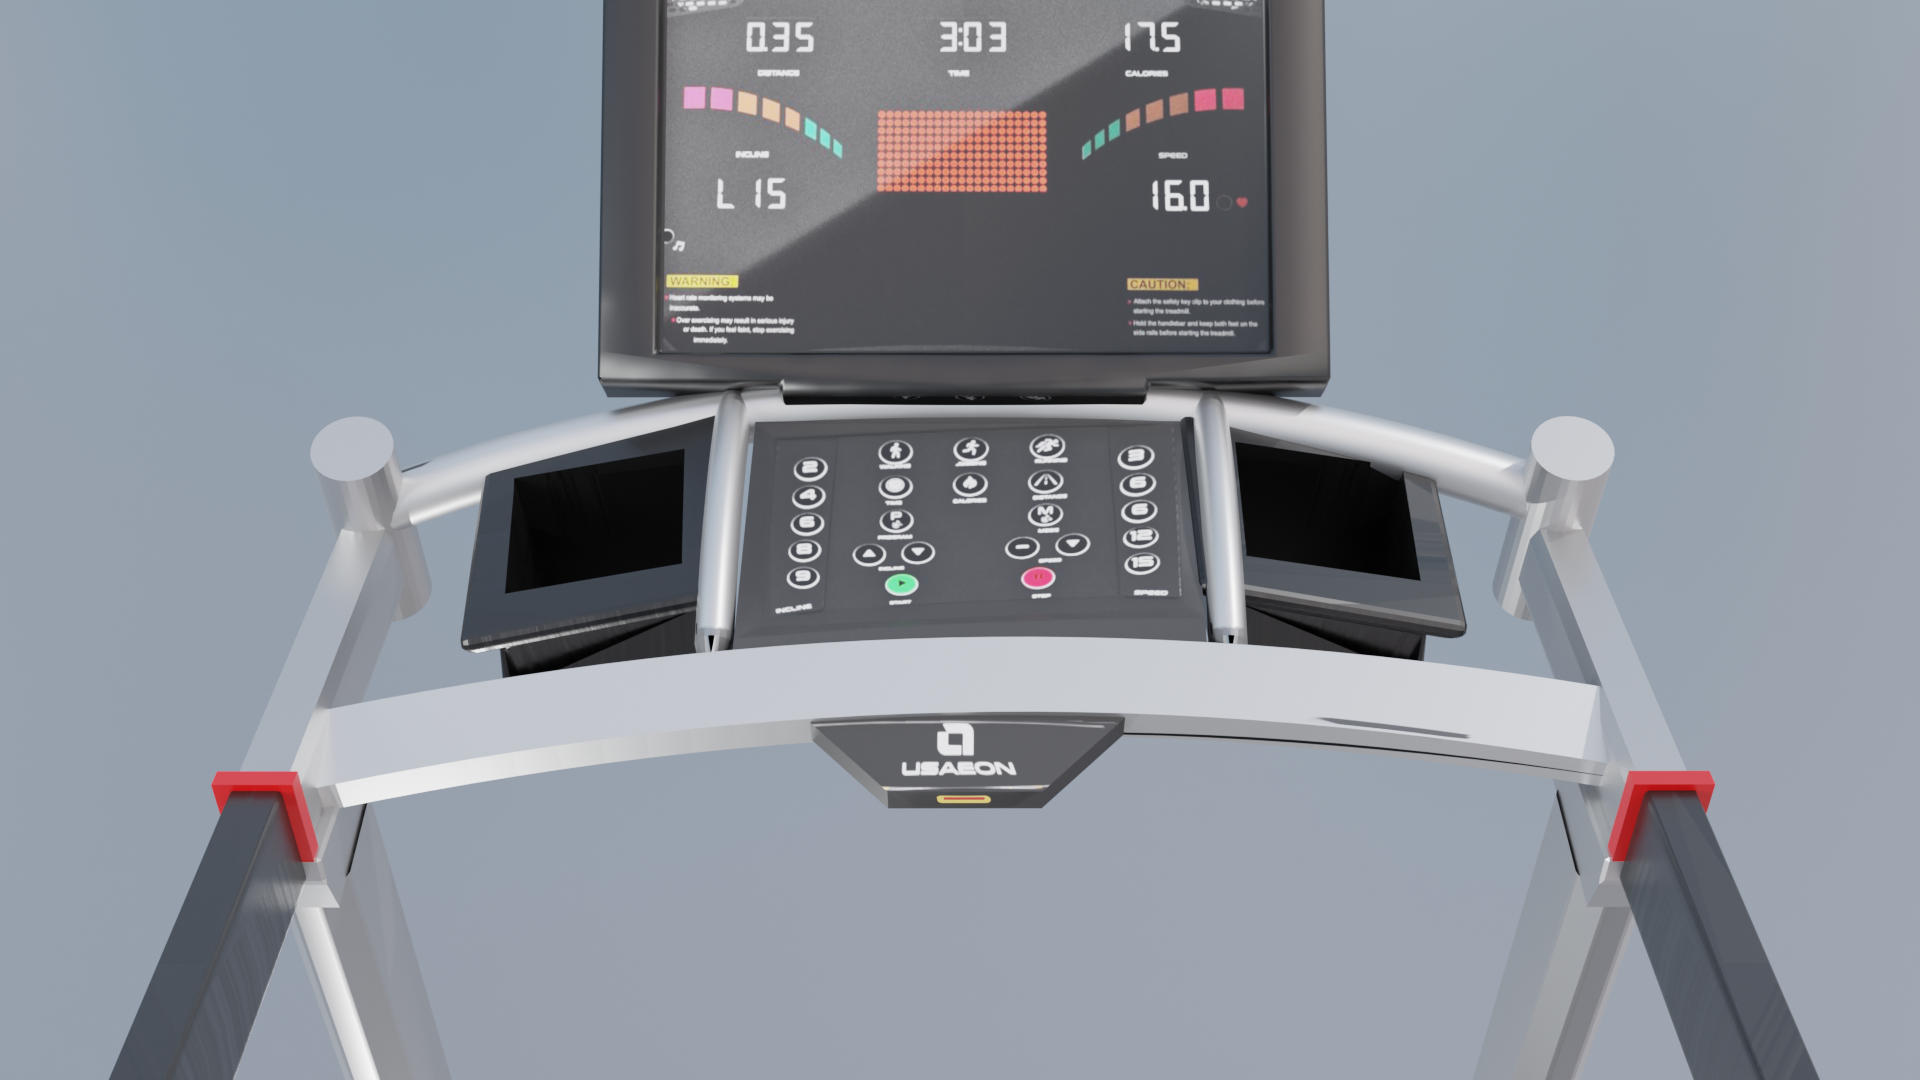 0.35
3:03
17.5
DISTANCE
TIME
CALORIES
INCLINE
SPEED
L 15
16.0
WARNING:
Heart rate monitoring systems may be
inaccurate.
Over exercising may result in serious injury
or death. If you feel faint, stop exercising
immediately.
CAUTION:
Attach the safety key clip to your clothing before
starting the treadmill.
Hold the handlebar and keep both feet on the
side rails before starting the treadmill.
2
4
6
8
9
INCLINE
WALKING
JOGGING
RUNNING
TIME
CALORIES
DISTANCE
P
PROGRAM
M
INCLINE
SPEED
START
STOP
3
6
6
12
15
SPEED
USAEON